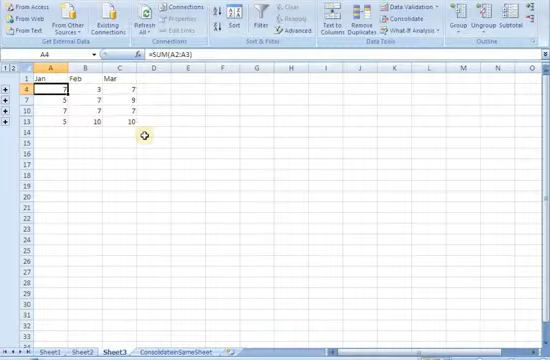 From Access
From Web
From Text
From Other Sources
Existing Connections
Get External Data
Refresh All
Connections
Properties
Edit Links
Connections
Sort
Filter
Clear
Reapply
Advanced
Sort & Filter
Text to Columns
Remove Duplicates
Data Validation
Consolidate
What-If Analysis
Data Tools
Group
Ungroup
Subtotal
Outline
A4
=SUM(A2:A3)
1 2
A B C D E F G H I J K L M N O
1 Jan Feb Mar
4 7 3 7
7 5 7 9
10 7 7 7
13 5 10 10
14
15
16
17
18
19
20
21
22
23
24
25
26
27
28
29
30
31
32
33
Sheet1 Sheet2 Sheet3 ConsolidateinSameSheet